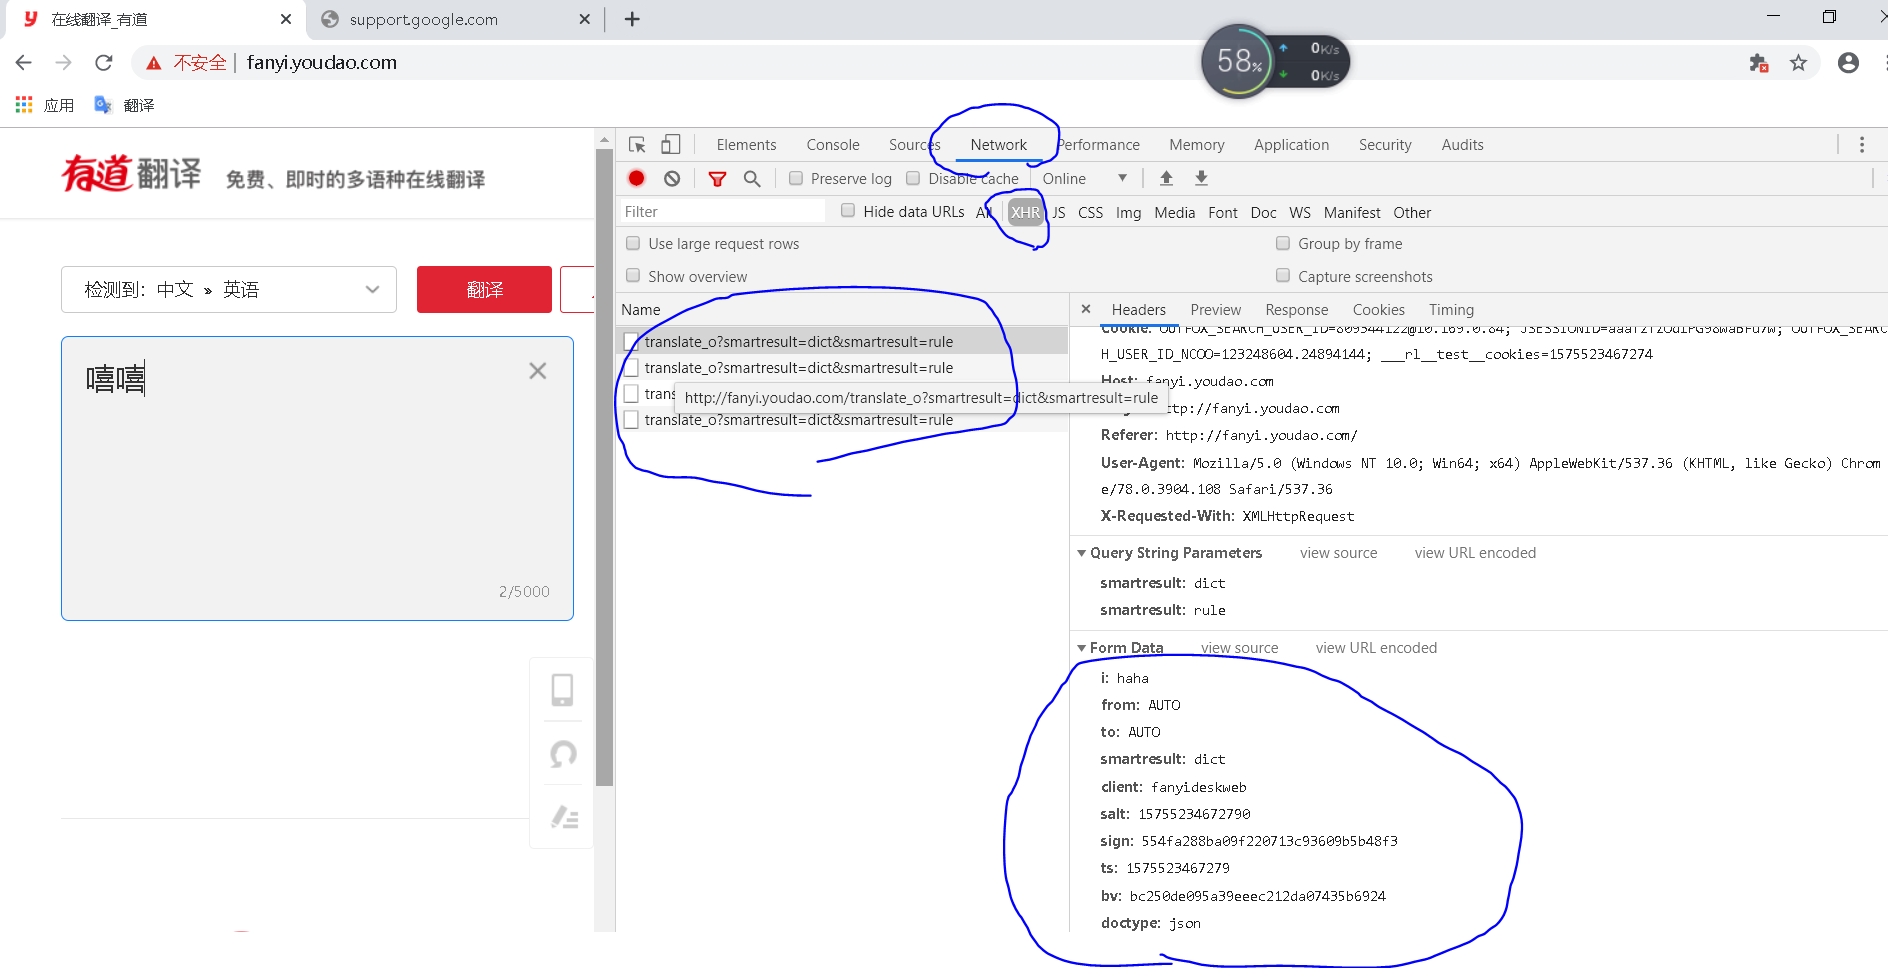 在线翻译_有道
support.google.com
不安全 | fanyi.youdao.com
58%
0K/s
0K/s
应用 翻译
有道翻译 免费、即时的多语种在线翻译
检测到：中文 » 英语
翻译
嘻嘻
2/5000
Elements Console Sources Network Performance Memory Application Security Audits
Preserve log Disable cache Online
Filter Hide data URLs All XHR JS CSS Img Media Font Doc WS Manifest Other
Use large request rows Group by frame
Show overview Capture screenshots
Name
translate_o?smartresult=dict&smartresult=rule
translate_o?smartresult=dict&smartresult=rule
http://fanyi.youdao.com/translate_o?smartresult=dict&smartresult=rule
translate_o?smartresult=dict&smartresult=rule
Headers Preview Response Cookies Timing
H_USER_ID_NCOO=123248604.24894144; ___rl__test__cookies=1575523467274
Host: fanyi.youdao.com
http://fanyi.youdao.com
Referer: http://fanyi.youdao.com/
User-Agent: Mozilla/5.0 (Windows NT 10.0; Win64; x64) AppleWebKit/537.36 (KHTML, like Gecko) Chrom
e/78.0.3904.108 Safari/537.36
X-Requested-With: XMLHttpRequest
Query String Parameters view source view URL encoded
smartresult: dict
smartresult: rule
Form Data view source view URL encoded
i: haha
from: AUTO
to: AUTO
smartresult: dict
client: fanyideskweb
salt: 15755234672790
sign: 554fa288ba09f220713c93609b5b48f3
ts: 1575523467279
bv: bc250de095a39eeec212da07435b6924
doctype: json